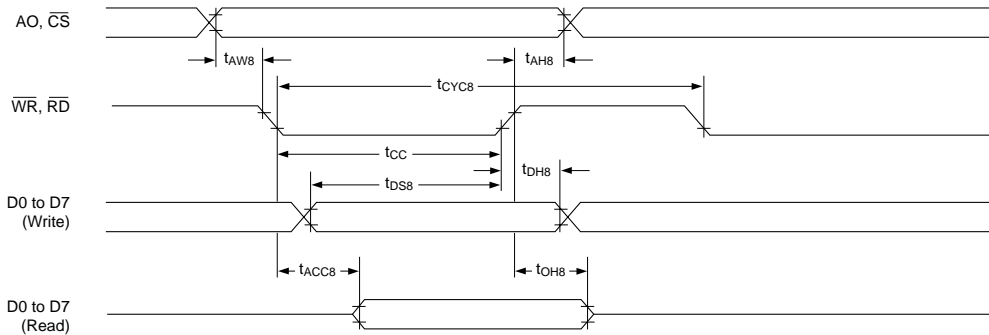 AO, CS
tAW8
tAH8
tCYC8
WR, RD
tCC
tDH8
tDS8
D0 to D7
(Write)
tACC8
tOH8
D0 to D7
(Read)